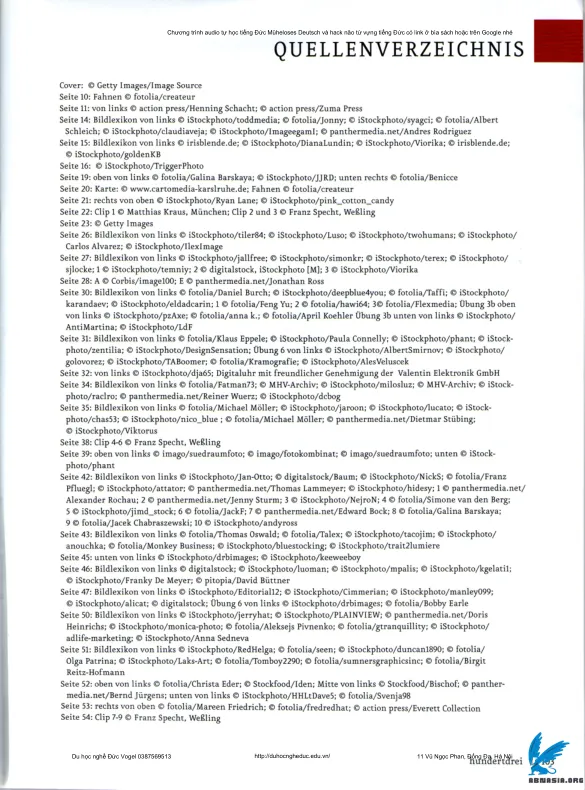 Chương trình audio tự học tiếng Đức Müheloses Deutsch và hack não từ vựng tiếng Đức có link ở bìa sách hoặc trên Google nhé
QUELLENVERZEICHNIS
Cover: © Getty Images/Image Source
Seite 10: Fahnen © fotolia/createur
Seite 11: von links © action press/Henning Schacht; © action press/Zuma Press
Seite 14: Bildlexikon von links © iStockphoto/toddmedia; © fotolia/Jonny; © iStockphoto/syagci; © fotolia/Albert
Schleich; © iStockphoto/claudiaveja; © iStockphoto/ImageegamI; © panthermedia.net/Andres Rodriguez
Seite 15: Bildlexikon von links © irisblende.de; © iStockphoto/DianaLundin; © iStockphoto/Viorika; © irisblende.de;
© iStockphoto/goldenKB
Seite 16: © iStockphoto/TriggerPhoto
Seite 19: oben von links © fotolia/Galina Barskaya; © iStockphoto/JJRD; unten rechts © fotolia/Benicce
Seite 20: Karte: © www.cartomedia-karslruhe.de; Fahnen © fotolia/createur
Seite 21: rechts von oben © iStockphoto/Ryan Lane; © iStockphoto/pink_cotton_candy
Seite 22: Clip 1 © Matthias Kraus, München; Clip 2 und 3 © Franz Specht, Weßling
Seite 23: © Getty Images
Seite 26: Bildlexikon von links © iStockphoto/tiler84; © iStockphoto/Luso; © iStockphoto/twohumans; © iStockphoto/
Carlos Alvarez; © iStockphoto/IlexImage
Seite 27: Bildlexikon von links © iStockphoto/jallfree; © iStockphoto/simonkr; © iStockphoto/terex; © iStockphoto/
sjlocke; 1 © iStockphoto/temniy; 2 © digitalstock, iStockphoto [M]; 3 © iStockphoto/Viorika
Seite 28: A © Corbis/image100; E © panthermedia.net/Jonathan Ross
Seite 30: Bildlexikon von links © fotolia/Daniel Burch; © iStockphoto/deepblue4you; © fotolia/Taffi; © iStockphoto/
karandaev; © iStockphoto/eldadcarin; 1 © fotolia/Feng Yu; 2 © fotolia/hawi64; 3© fotolia/Flexmedia; Übung 3b oben
von links © iStockphoto/pzAxe; © fotolia/anna k.; © fotolia/April Koehler Übung 3b unten von links © iStockphoto/
AntiMartina; © iStockphoto/LdF
Seite 31: Bildlexikon von links © fotolia/Klaus Eppele; © iStockphoto/Paula Connelly; © iStockphoto/phant; © iStock-
photo/zentilia; © iStockphoto/DesignSensation; Übung 6 von links © iStockphoto/AlbertSmirnov; © iStockphoto/
golovorez; © iStockphoto/TABoomer; © fotolia/Kramografie; © iStockphoto/AlesVeluscek
Seite 32: von links © iStockphoto/dja65; Digitaluhr mit freundlicher Genehmigung der Valentin Elektronik GmbH
Seite 34: Bildlexikon von links © fotolia/Fatman73; © MHV-Archiv; © iStockphoto/milosluz; © MHV-Archiv; © iStock-
photo/raclro; © panthermedia.net/Reiner Wuerz; © iStockphoto/dcbog
Seite 35: Bildlexikon von links © fotolia/Michael Möller; © iStockphoto/jaroon; © iStockphoto/lucato; © iStock-
photo/chas53; © iStockphoto/nico_blue ; © fotolia/Michael Möller; © panthermedia.net/Dietmar Stübing;
© iStockphoto/Viktorus
Seite 38: Clip 4-6 © Franz Specht, Weßling
Seite 39: oben von links © imago/suedraumfoto; © imago/fotokombinat; © imago/suedraumfoto; unten © iStock-
photo/phant
Seite 42: Bildlexikon von links © iStockphoto/Jan-Otto; © digitalstock/Baum; © iStockphoto/NickS; © fotolia/Franz
Pfluegl; © iStockphoto/attator; © panthermedia.net/Thomas Lammeyer; © iStockphoto/hidesy; 1 © panthermedia.net/
Alexander Rochau; 2 © panthermedia.net/Jenny Sturm; 3 © iStockphoto/NejroN; 4 © fotolia/Simone van den Berg;
5 © iStockphoto/jimd_stock; 6 © fotolia/JackF; 7 © panthermedia.net/Edward Bock; 8 © fotolia/Galina Barskaya;
9 © fotolia/Jacek Chabraszewski; 10 © iStockphoto/andyross
Seite 43: Bildlexikon von links © fotolia/Thomas Oswald; © fotolia/Talex; © iStockphoto/tacojim; © iStockphoto/
anouchka; © fotolia/Monkey Business; © iStockphoto/bluestocking; © iStockphoto/trait2lumiere
Seite 45: unten von links © iStockphoto/drbimages; © iStockphoto/keeweeboy
Seite 46: Bildlexikon von links © digitalstock; © iStockphoto/luoman; © iStockphoto/mpalis; © iStockphoto/kgelati1;
© iStockphoto/Franky De Meyer; © pitopia/David Büttner
Seite 47: Bildlexikon von links © iStockphoto/Editorial12; © iStockphoto/Cimmerian; © iStockphoto/manley099;
© iStockphoto/alicat; © digitalstock; Übung 6 von links © iStockphoto/drbimages; © fotolia/Bobby Earle
Seite 50: Bildlexikon von links © iStockphoto/jerryhat; © iStockphoto/PLAINVIEW; © panthermedia.net/Doris
Heinrichs; © iStockphoto/monica-photo; © fotolia/Aleksejs Pivnenko; © fotolia/gtranquillity; © iStockphoto/
adlife-marketing; © iStockphoto/Anna Sedneva
Seite 51: Bildlexikon von links © iStockphoto/RedHelga; © fotolia/seen; © iStockphoto/duncan1890; © fotolia/
Olga Patrina; © iStockphoto/Laks-Art; © fotolia/Tomboy2290; © fotolia/sumnersgraphicsinc; © fotolia/Birgit
Reitz-Hofmann
Seite 52: oben von links © fotolia/Christa Eder; © Stockfood/Iden; Mitte von links © Stockfood/Bischof; © panther-
media.net/Bernd Jürgens; unten von links © iStockphoto/HHLtDave5; © fotolia/Svenja98
Seite 53: rechts von oben © fotolia/Mareen Friedrich; © fotolia/fredredhat; © action press/Everett Collection
Seite 54: Clip 7-9 © Franz Specht, Weßling
Du học nghề Đức Vogel 0387569513
http://duhocngheduc.edu.vn/
11 Vũ Ngọc Phan, Đống Đa, Hà Nội
hundertdrei
ABWASIA.ORG